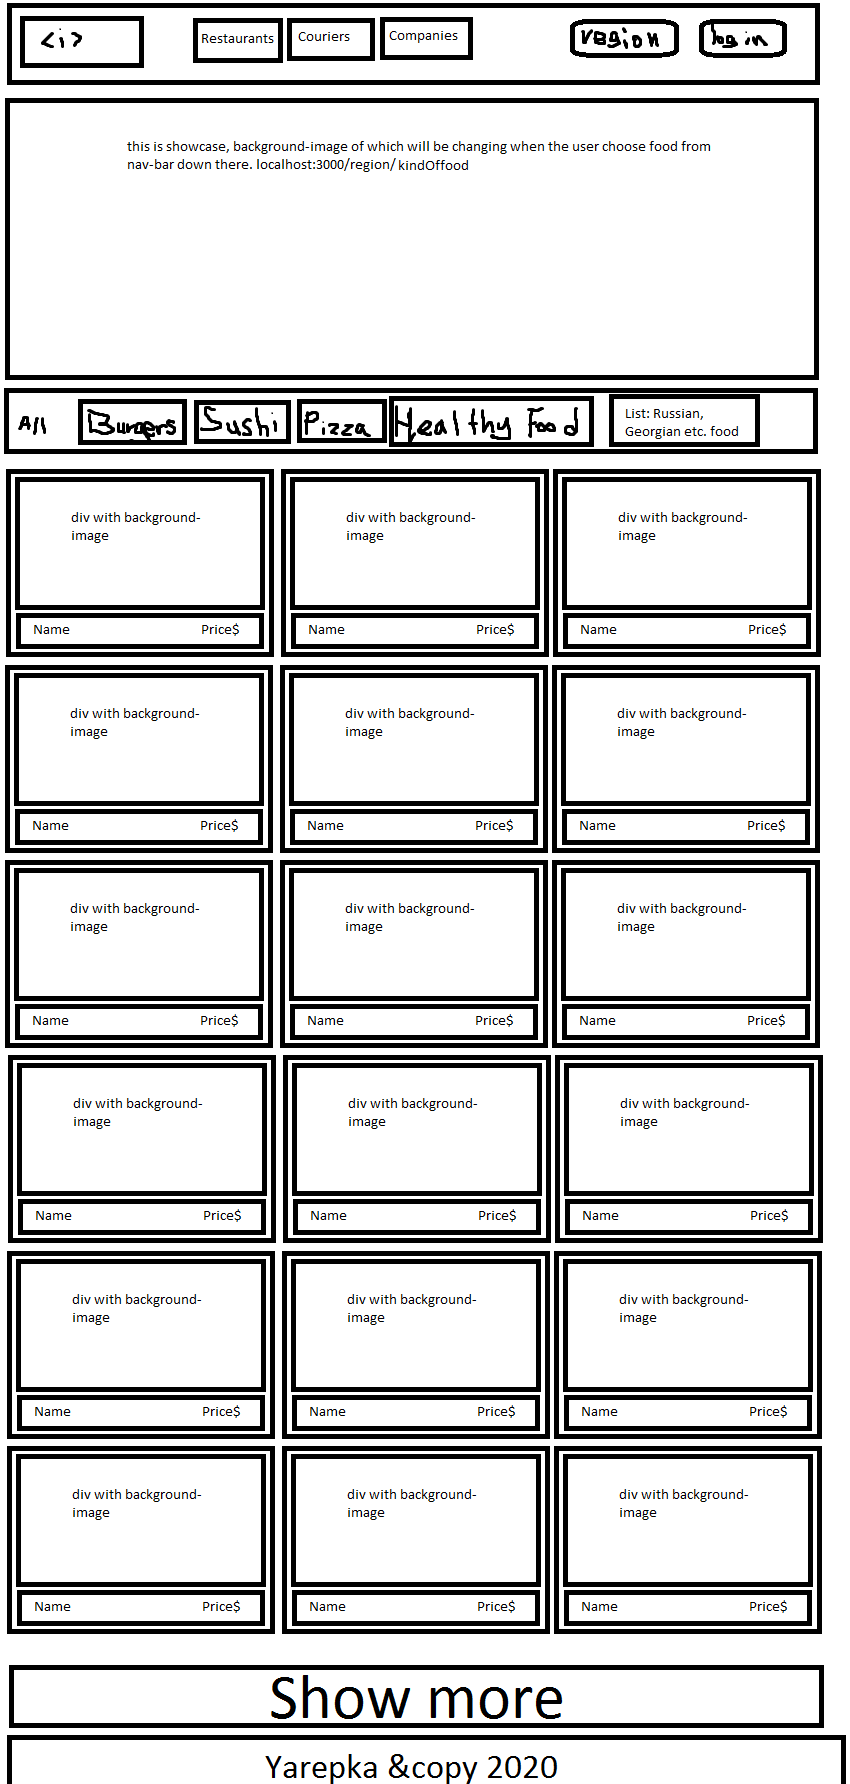 <i>
Restaurants
Couriers
Companies
region
log in
this is showcase, background-image of which will be changing when the user choose food from
nav-bar down there. localhost:3000/region/kindOffood
All
Burgers
Sushi
Pizza
Healthy Food
List: Russian,
Georgian etc. food
div with background-
image
div with background-
image
div with background-
image
Name Price$
Name Price$
Name Price$
div with background-
image
div with background-
image
div with background-
image
Name Price$
Name Price$
Name Price$
div with background-
image
div with background-
image
div with background-
image
Name Price$
Name Price$
Name Price$
div with background-
image
div with background-
image
div with background-
image
Name Price$
Name Price$
Name Price$
div with background-
image
div with background-
image
div with background-
image
Name Price$
Name Price$
Name Price$
div with background-
image
div with background-
image
div with background-
image
Name Price$
Name Price$
Name Price$
Show more
Yarepka &copy 2020